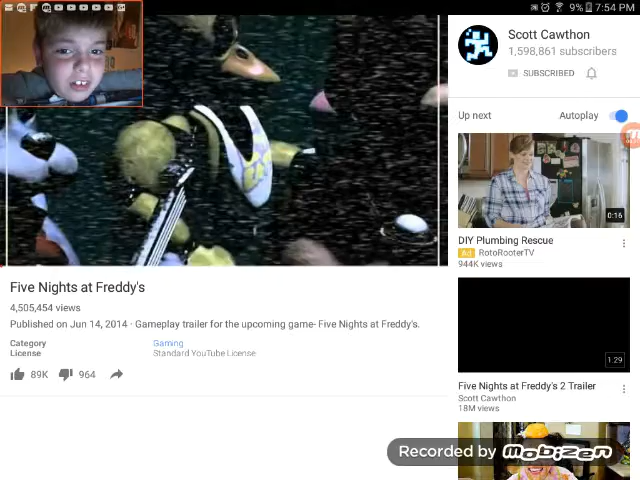 9% 7:54 PM
Scott Cawthon
1,598,861 subscribers
SUBSCRIBED
Up next
Autoplay
0:16
DIY Plumbing Rescue
Ad RotoRooterTV
944K views
1:29
Five Nights at Freddy's 2 Trailer
Scott Cawthon
18M views
Five Nights at Freddy's
4,505,454 views
Published on Jun 14, 2014 · Gameplay trailer for the upcoming game- Five Nights at Freddy's.
Category Gaming
License Standard YouTube License
89K 964
Recorded by mobizen